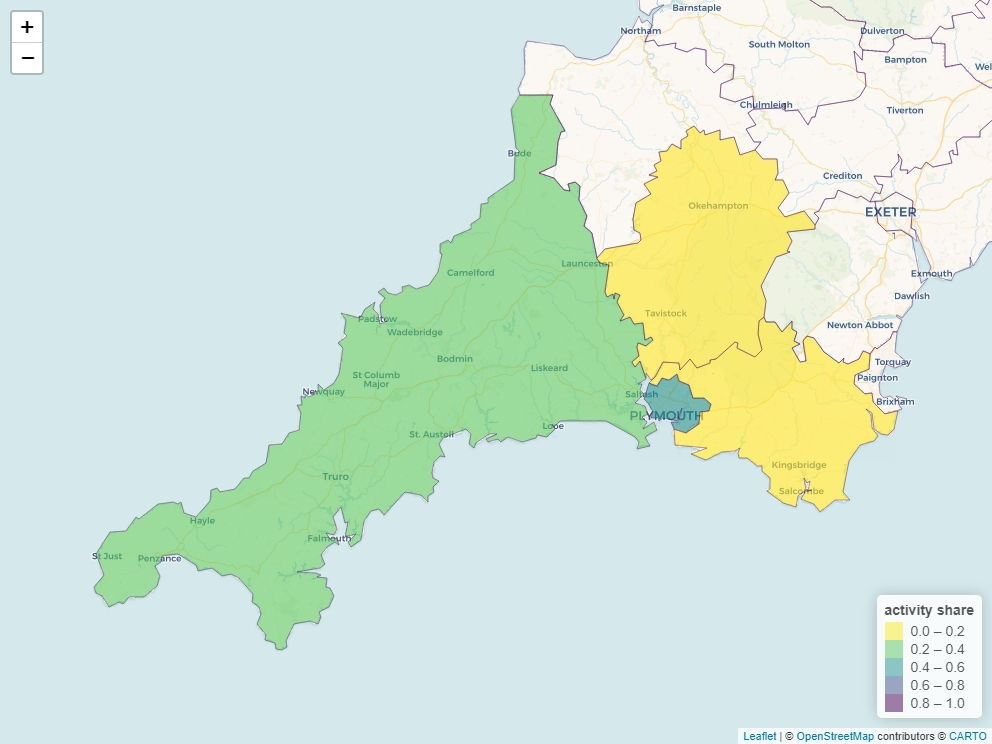 +
−
Barnstaple
Northam
Dulverton
South Molton
Bampton
Wel
Chulmleigh
Tiverton
Bude
Crediton
Okehampton
EXETER
Launceston
Camelford
Exmouth
Dawlish
Tavistock
Padstow
Wadebridge
Newton Abbot
Bodmin
Liskeard
Torquay
St Columb
Major
Paignton
Newquay
Saltash
Brixham
PLYMOUTH
Looe
St. Austell
Kingsbridge
Truro
Salcombe
Hayle
Falmouth
St Just
Penzance
activity share
0.0 – 0.2
0.2 – 0.4
0.4 – 0.6
0.6 – 0.8
0.8 – 1.0
Leaflet | © OpenStreetMap contributors © CARTO